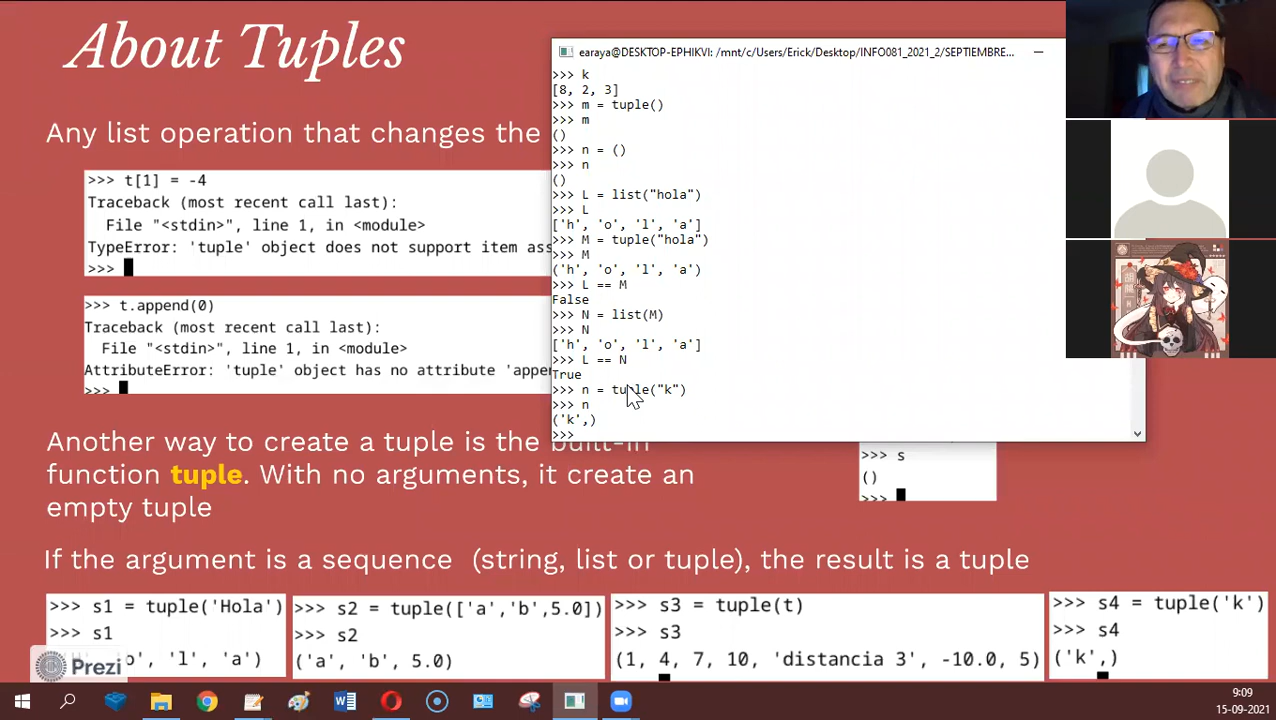 About Tuples
Any list operation that changes the
>>> t[1] = -4
Traceback (most recent call last):
File "<stdin>", line 1, in <module>
TypeError: 'tuple' object does not support item ass
>>>
>>> t.append(0)
Traceback (most recent call last):
File "<stdin>", line 1, in <module>
AttributeError: 'tuple' object has no attribute 'appen
>>>
earaya@DESKTOP-EPHIKVI: /mnt/c/Users/Erick/Desktop/INFO081_2021_2/SEPTIEMBRE...
>>> k
[8, 2, 3]
>>> m = tuple()
>>> m
()
>>> n = ()
>>> n
()
>>> L = list("hola")
>>> L
['h', 'o', 'l', 'a']
>>> M = tuple("hola")
>>> M
('h', 'o', 'l', 'a')
>>> L == M
False
>>> N = list(M)
>>> N
['h', 'o', 'l', 'a']
>>> L == N
True
>>> n = tuple("k")
>>> n
('k',)
>>>
Another way to create a tuple is the built-in
function tuple. With no arguments, it create an
empty tuple
>>> s
()
>>>
If the argument is a sequence (string, list or tuple), the result is a tuple
>>> s1 = tuple('Hola')
>>> s1
'o', 'l', 'a')
>>> s2 = tuple(['a','b',5.0])
>>> s2
('a', 'b', 5.0)
>>> s3 = tuple(t)
>>> s3
(1, 4, 7, 10, 'distancia 3', -10.0, 5)
>>> s4 = tuple('k')
>>> s4
('k',)
Prezi
9:09
15-09-2021